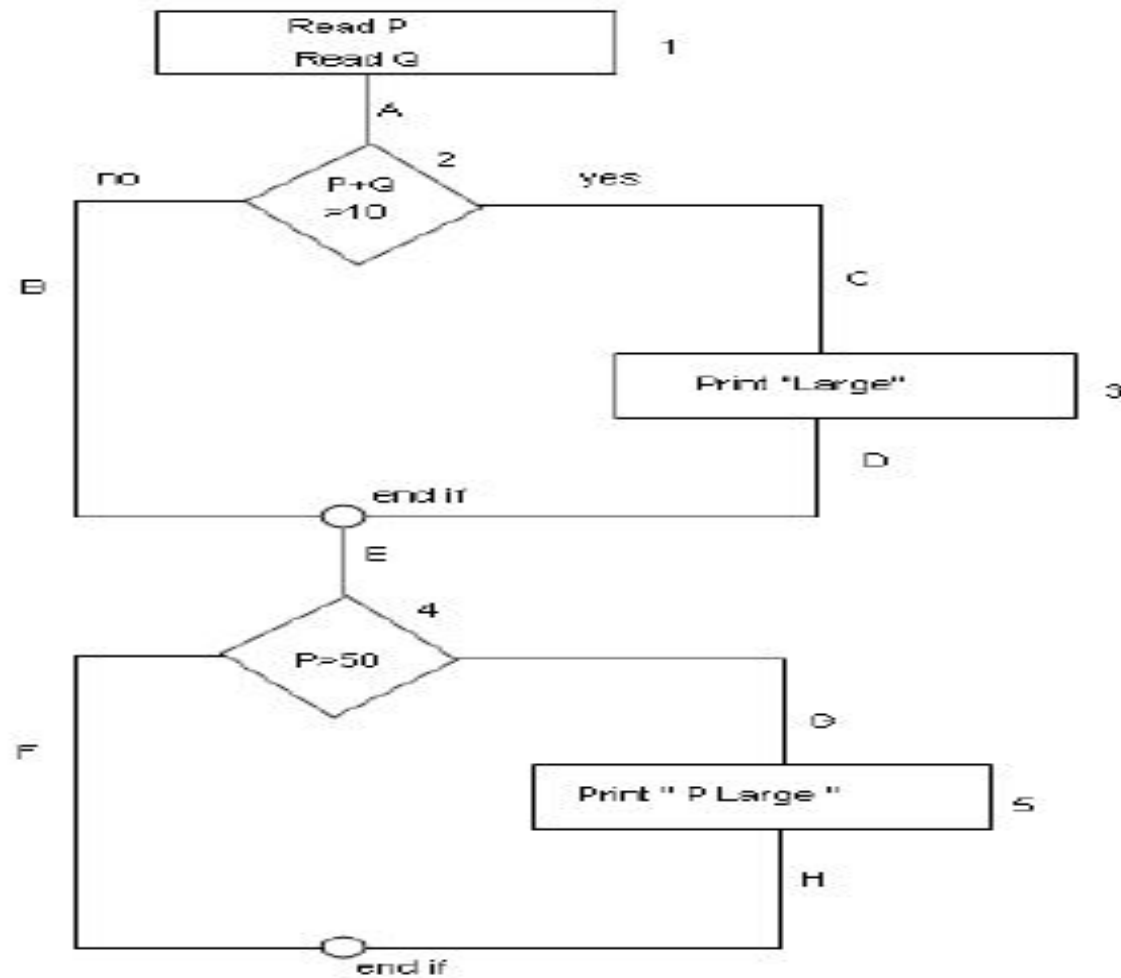 Read P
Read G
1
A
2
no
yes
P+G
>10
B
C
Print "Large"
3
D
end if
E
4
P>50
F
Print " P Large "
5
H
end if